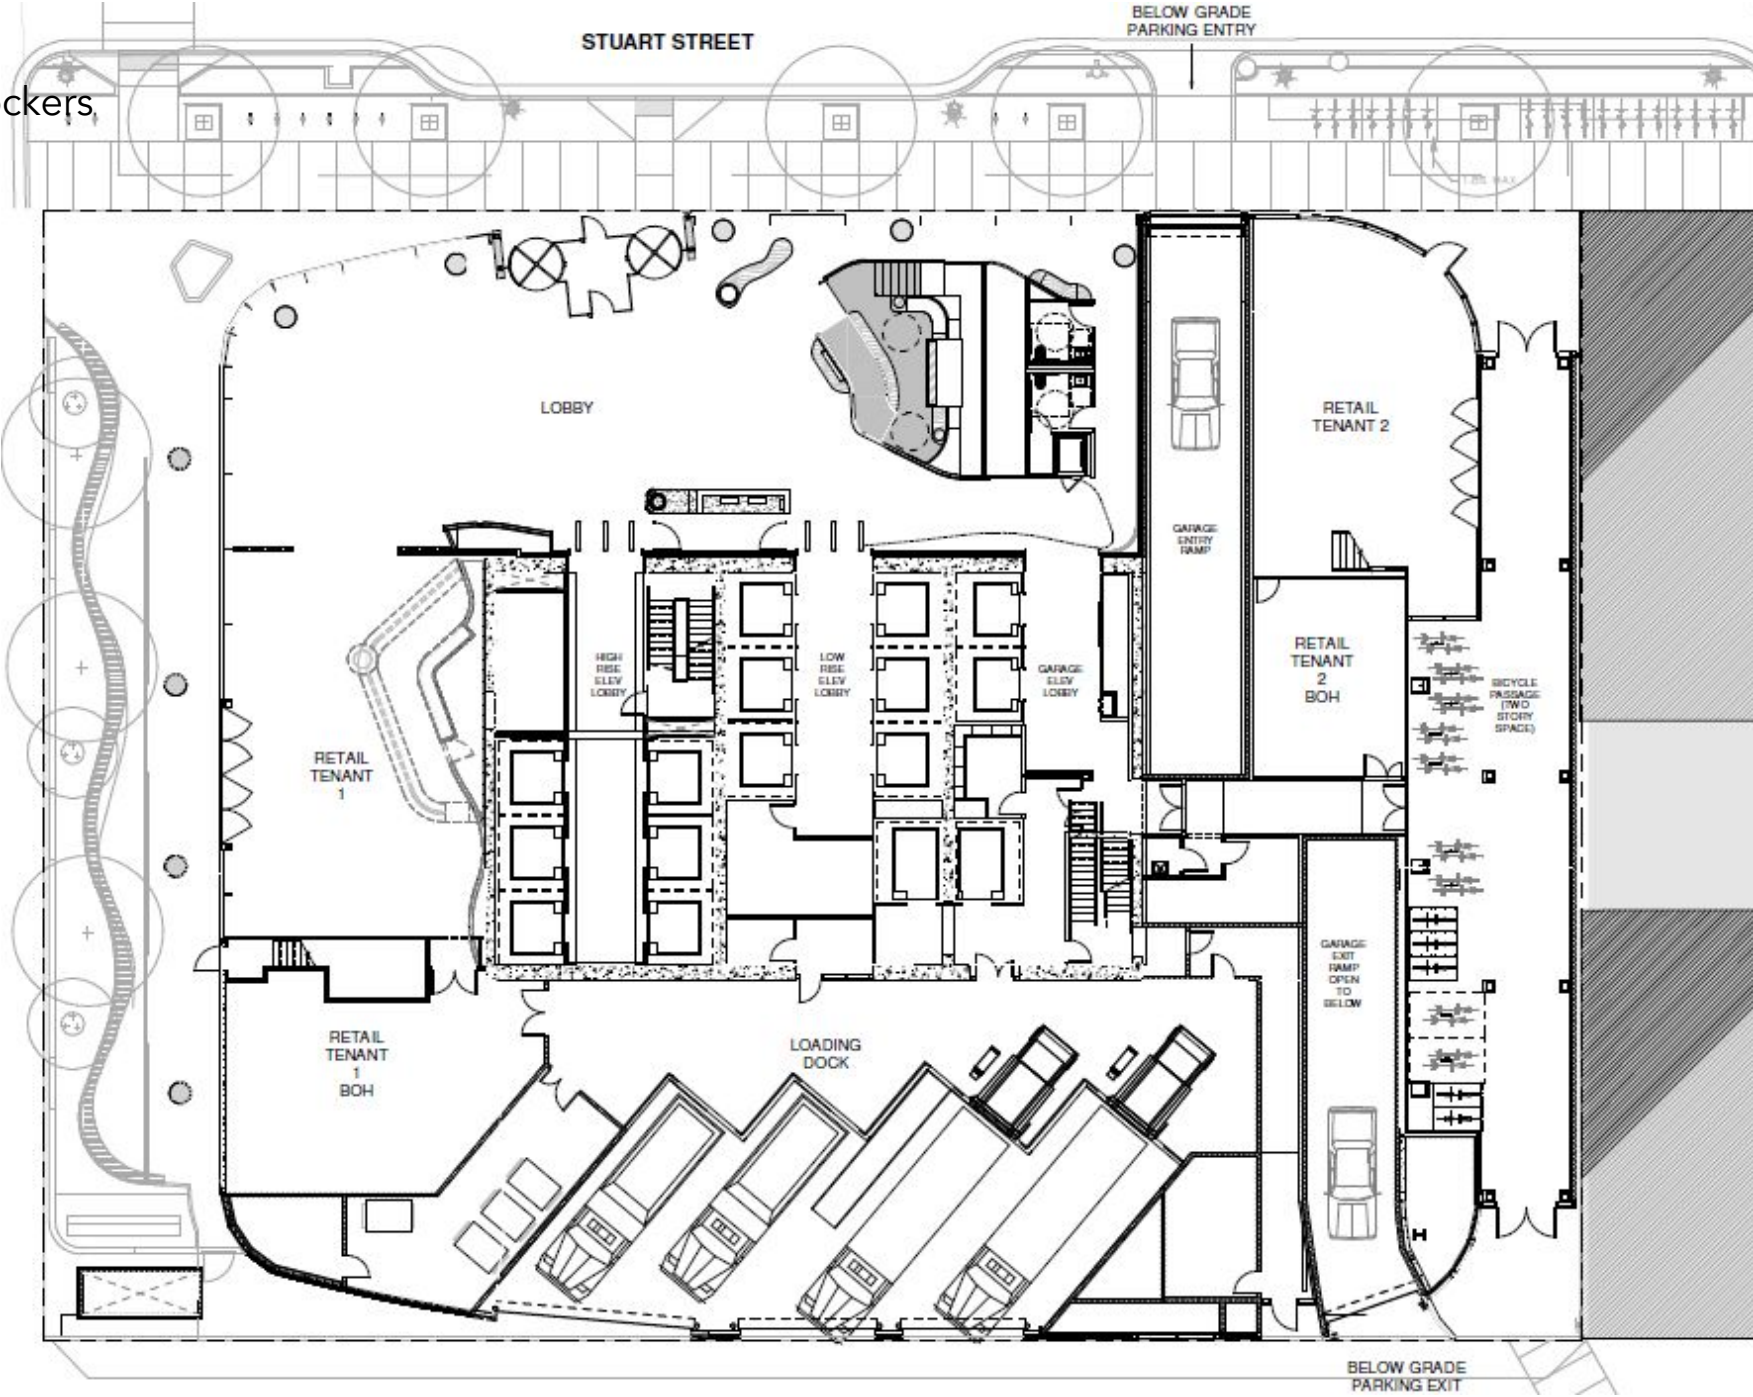 BELOW GRADE
PARKING ENTRY
STUART STREET
ockers
LOBBY
RETAIL
TENANT 2
GARAGE
ENTRY
RAMP
HIGH
RISE
ELEV
LOBBY
LOW
RISE
ELEV
LOBBY
GARAGE
ELEV
LOBBY
RETAIL
TENANT
2
BOH
BICYCLE
PASSAGE
(TWO
STORY
SPACE)
RETAIL
TENANT
1
GARAGE
EXIT
RAMP
OPEN
TO
BELOW
RETAIL
TENANT
1
BOH
LOADING
DOCK
BELOW GRADE
PARKING EXIT